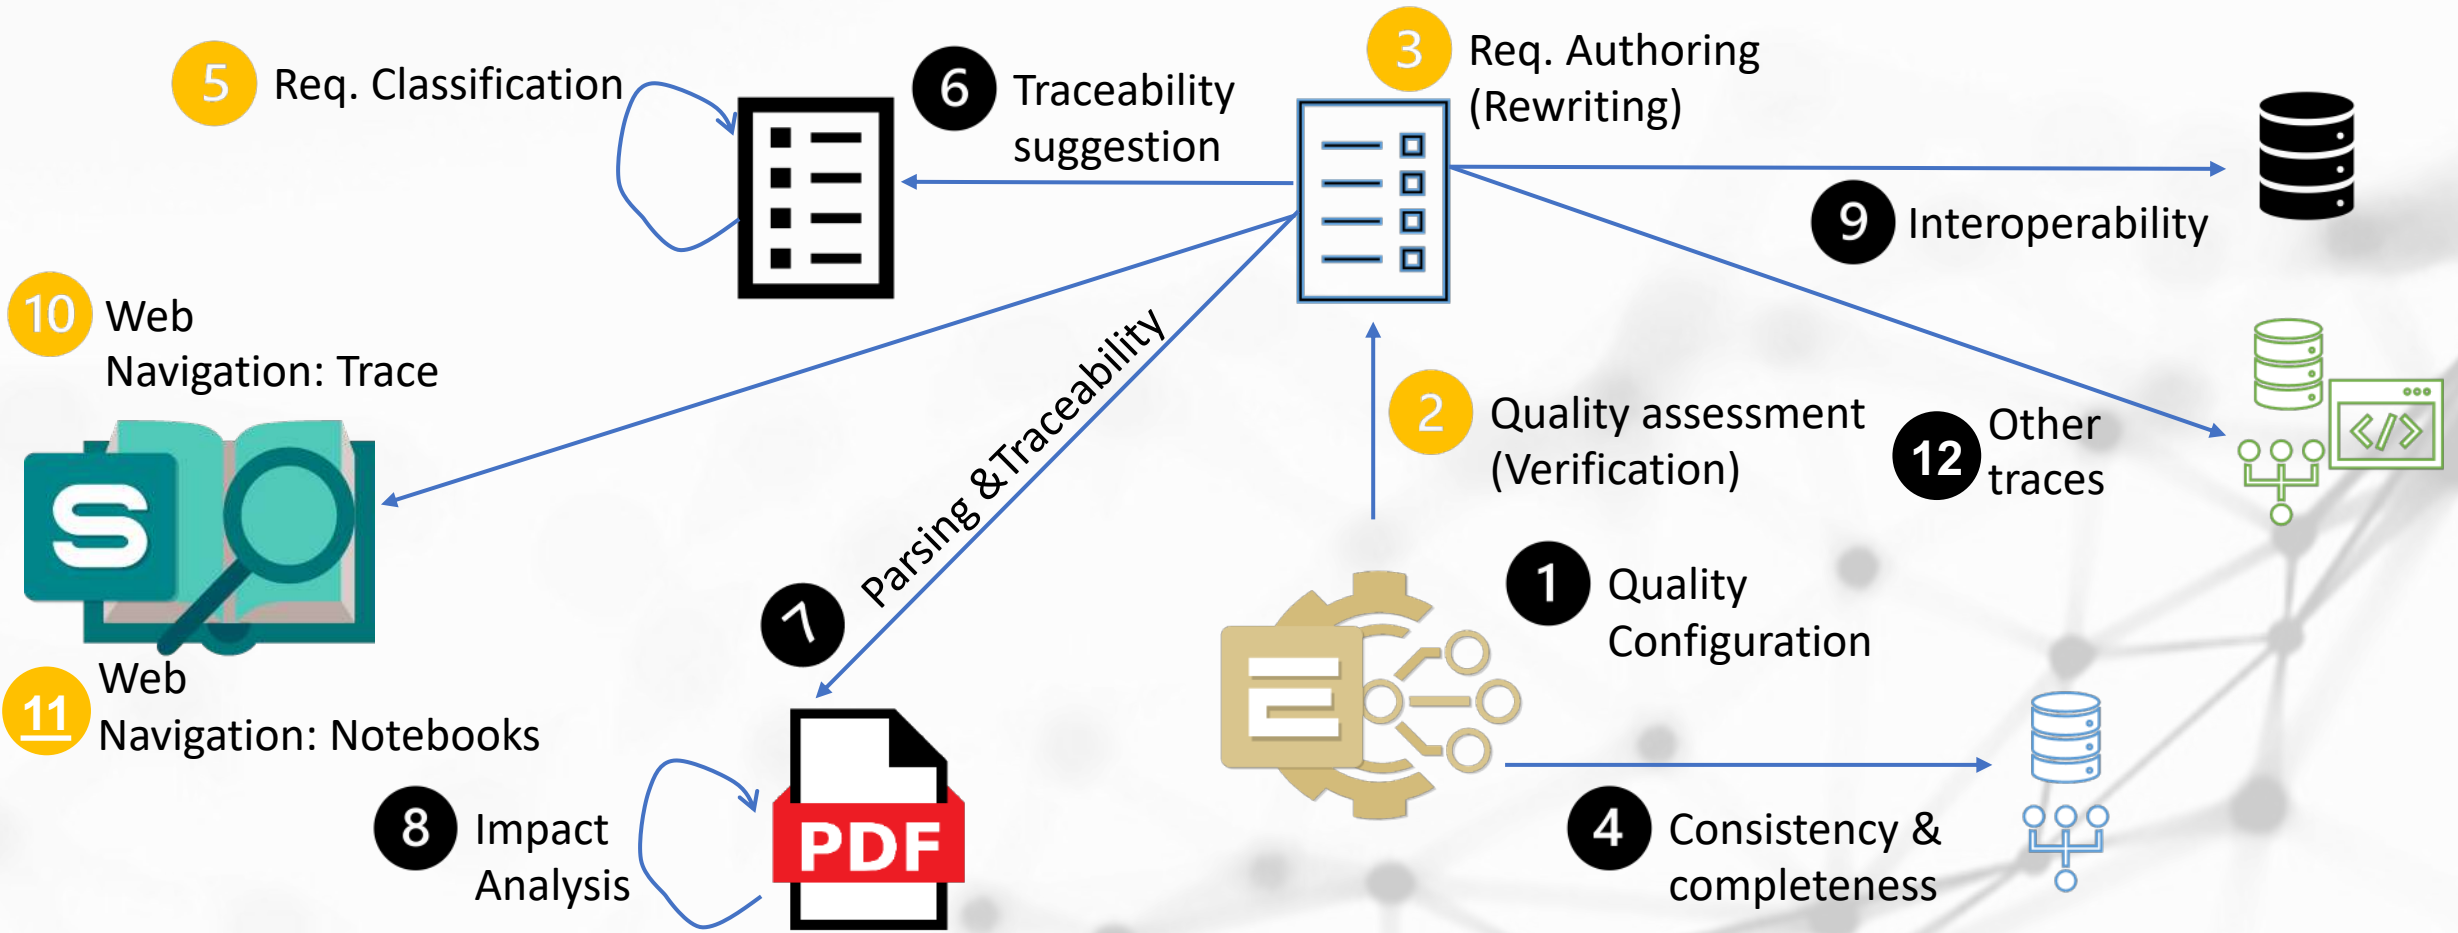 5 Req. Classification
6 Traceability
suggestion
3 Req. Authoring
(Rewriting)
9 Interoperability
10 Web
Navigation: Trace
S
11 Web
Navigation: Notebooks
7 Parsing &Traceability
2 Quality assessment
(Verification)
12 Other
traces
</>
1 Quality
Configuration
E
8 Impact
Analysis
PDF
4 Consistency &
completeness